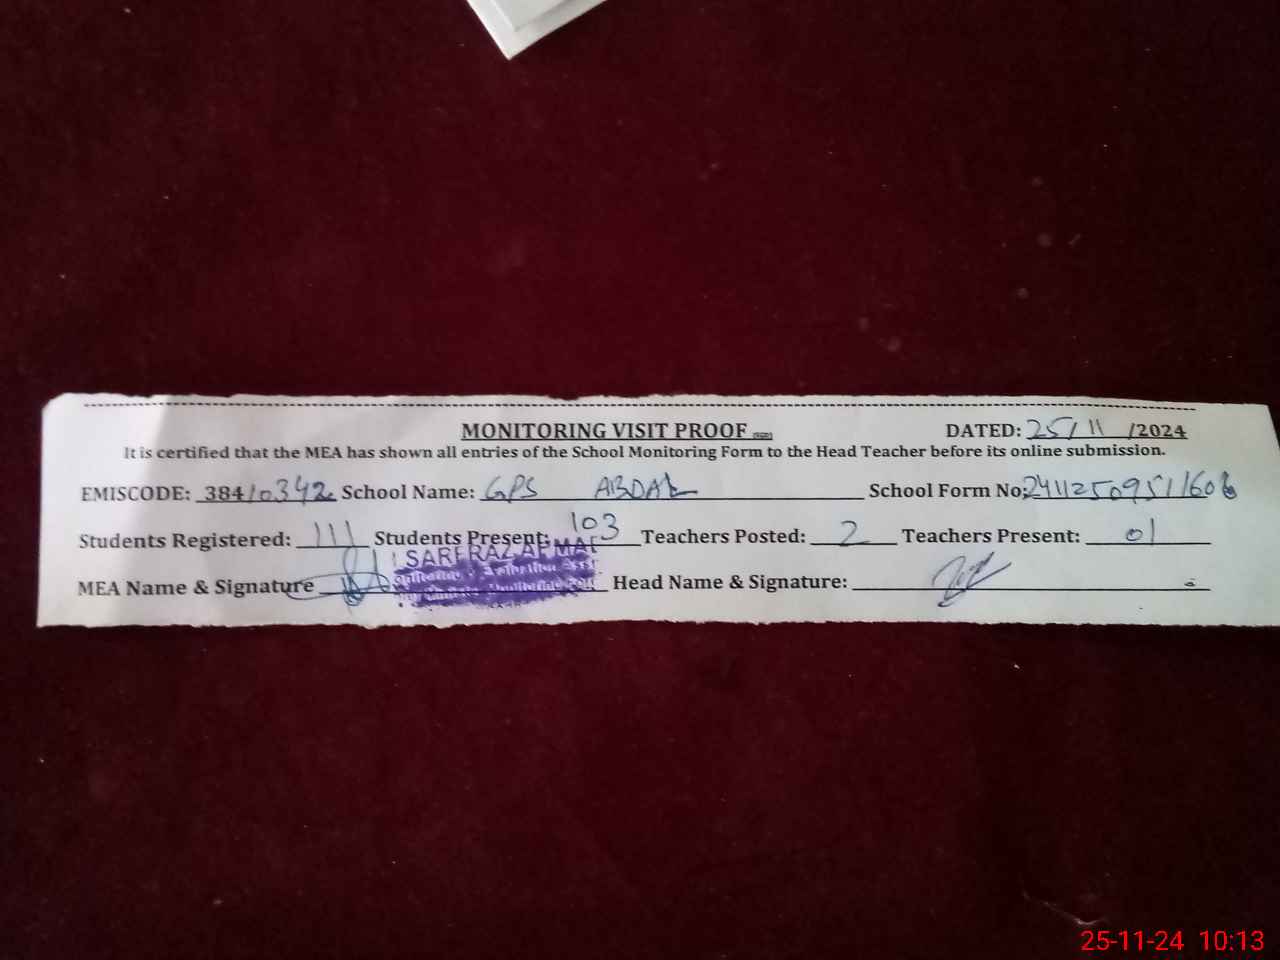 MONITORING VISIT PROOF DATED: 25/11/2024
It is certified that the MEA has shown all entries of the School Monitoring Form to the Head Teacher before its online submission.
EMISCODE: 38410342 School Name: GPS ABDAL School Form No:
Students Registered: 111 Students Present: 103 Teachers Posted: 2 Teachers Present: 01
SARFRAZ AHMAD
MEA Name & Signature Head Name & Signature:
25-11-24 10:13